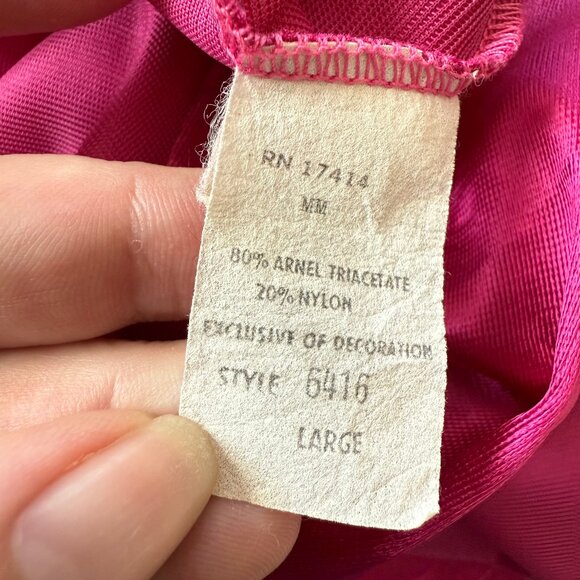 RN 17414
MM
80% ARNEL TRIACETATE
20% NYLON
EXCLUSIVE OF DECORATION
STYLE 6416
LARGE